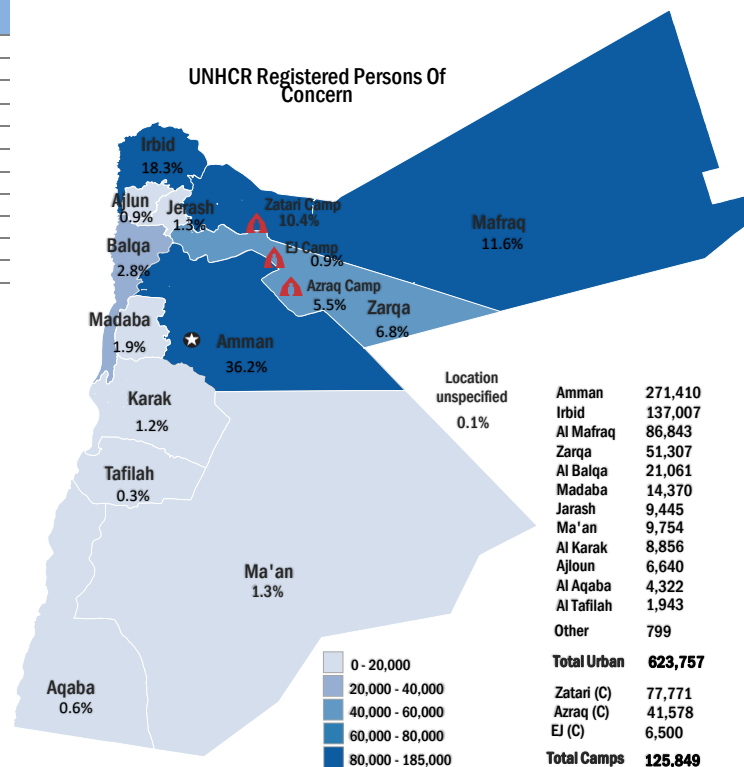 UNHCR Registered Persons Of
Concern
Irbid
18.3%
Ajlun
0.9%
Jerash
1.3%
Zatari Camp
10.4%
Mafraq
11.6%
Balqa
2.8%
EJ Camp
0.9%
Azraq Camp
5.5%
Zarqa
6.8%
Madaba
1.9%
Amman
36.2%
Karak
1.2%
Location
unspecified
0.1%
Tafilah
0.3%
Ma'an
1.3%
Aqaba
0.6%
0 - 20,000
20,000 - 40,000
40,000 - 60,000
60,000 - 80,000
80,000 - 185,000
Amman 271,410
Irbid 137,007
Al Mafraq 86,843
Zarqa 51,307
Al Balqa 21,061
Madaba 14,370
Jarash 9,445
Ma'an 9,754
Al Karak 8,856
Ajloun 6,640
Al Aqaba 4,322
Al Tafilah 1,943
Other 799
Total Urban 623,757
Zatari (C) 77,771
Azraq (C) 41,578
EJ (C) 6,500
Total Camps 125,849